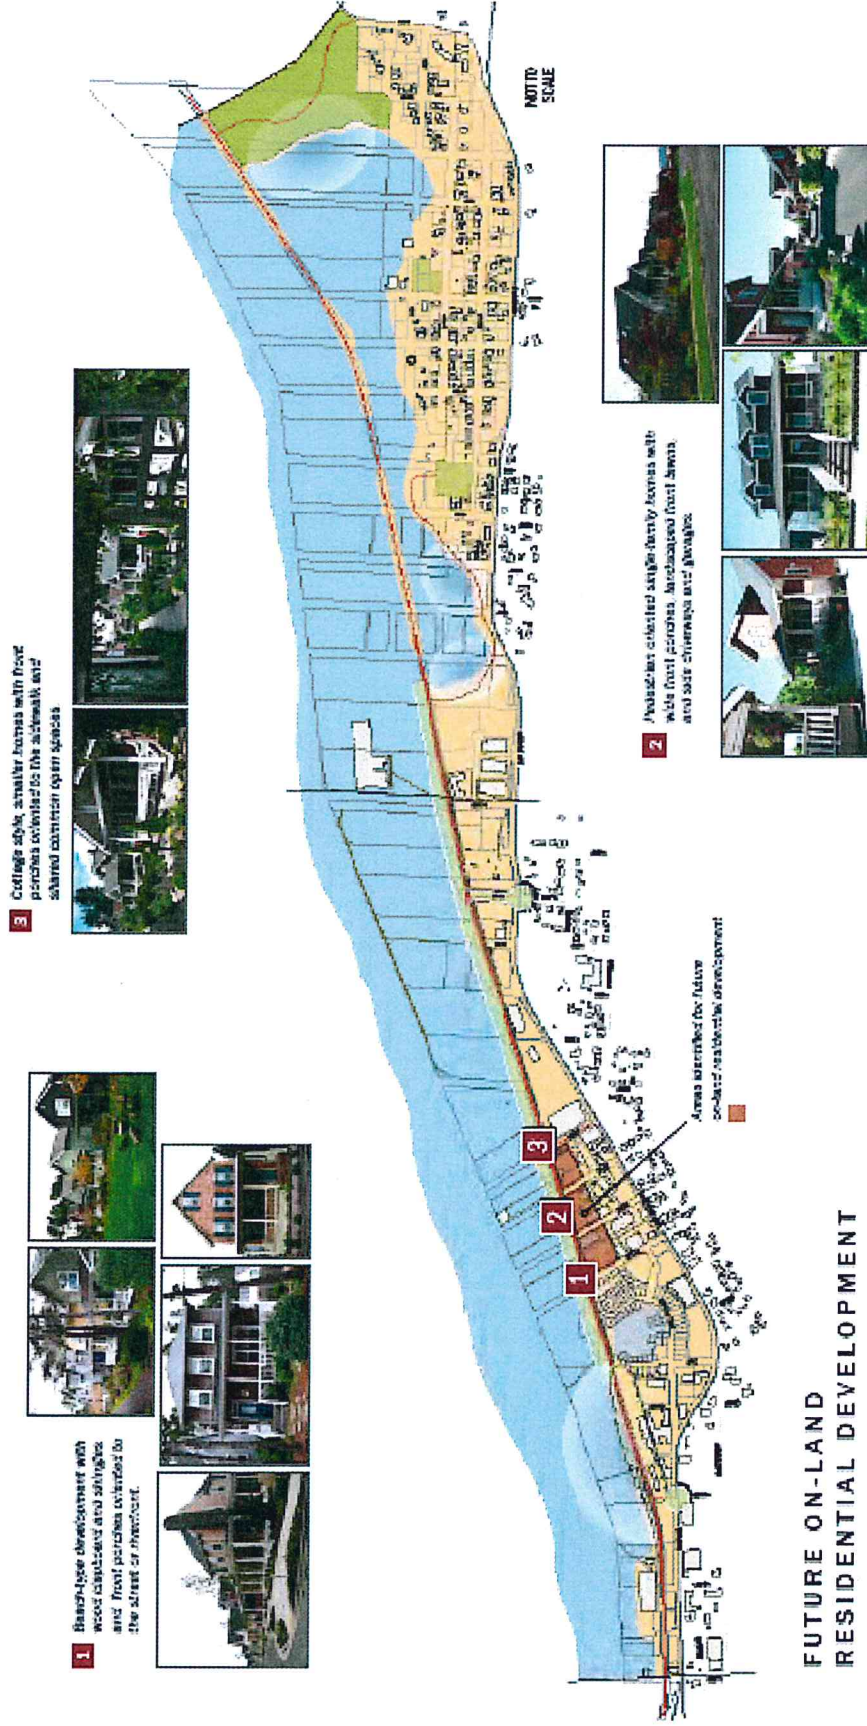 3
Cottage style, smaller homes with front
porches oriented to the sidewalk and
shared common open spaces
1
Beach-type development with
wood clapboard and shingles
and front porches oriented to
the street or riverfront.
NOT TO
SCALE
2
Pedestrian oriented single-family homes with
wide front porches, landscaped front lawns,
and side driveways and garages
1
2
3
Areas identified for future
on-land residential development
FUTURE ON-LAND
RESIDENTIAL DEVELOPMENT